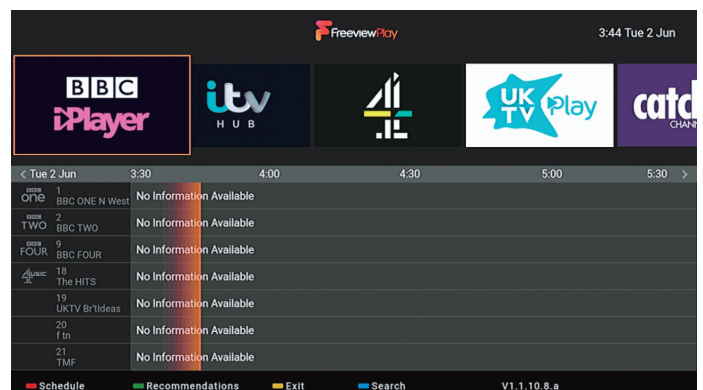 FreeviewPlay
3:44 Tue 2 Jun
BBC
iPlayer
itv
HUB
4
UK
TV
Play
catc
CHAN
< Tue 2 Jun 3:30 4:00 4:30 5:00 5:30 >
BBC one 1 BBC ONE N West No Information Available
BBC TWO 2 BBC TWO No Information Available
BBC FOUR 9 BBC FOUR No Information Available
4music 18 The HITS No Information Available
19 UKTV Br'tIdeas No Information Available
20 f tn No Information Available
21 TMF No Information Available
Schedule Recommendations Exit Search V1.1.10.8.a